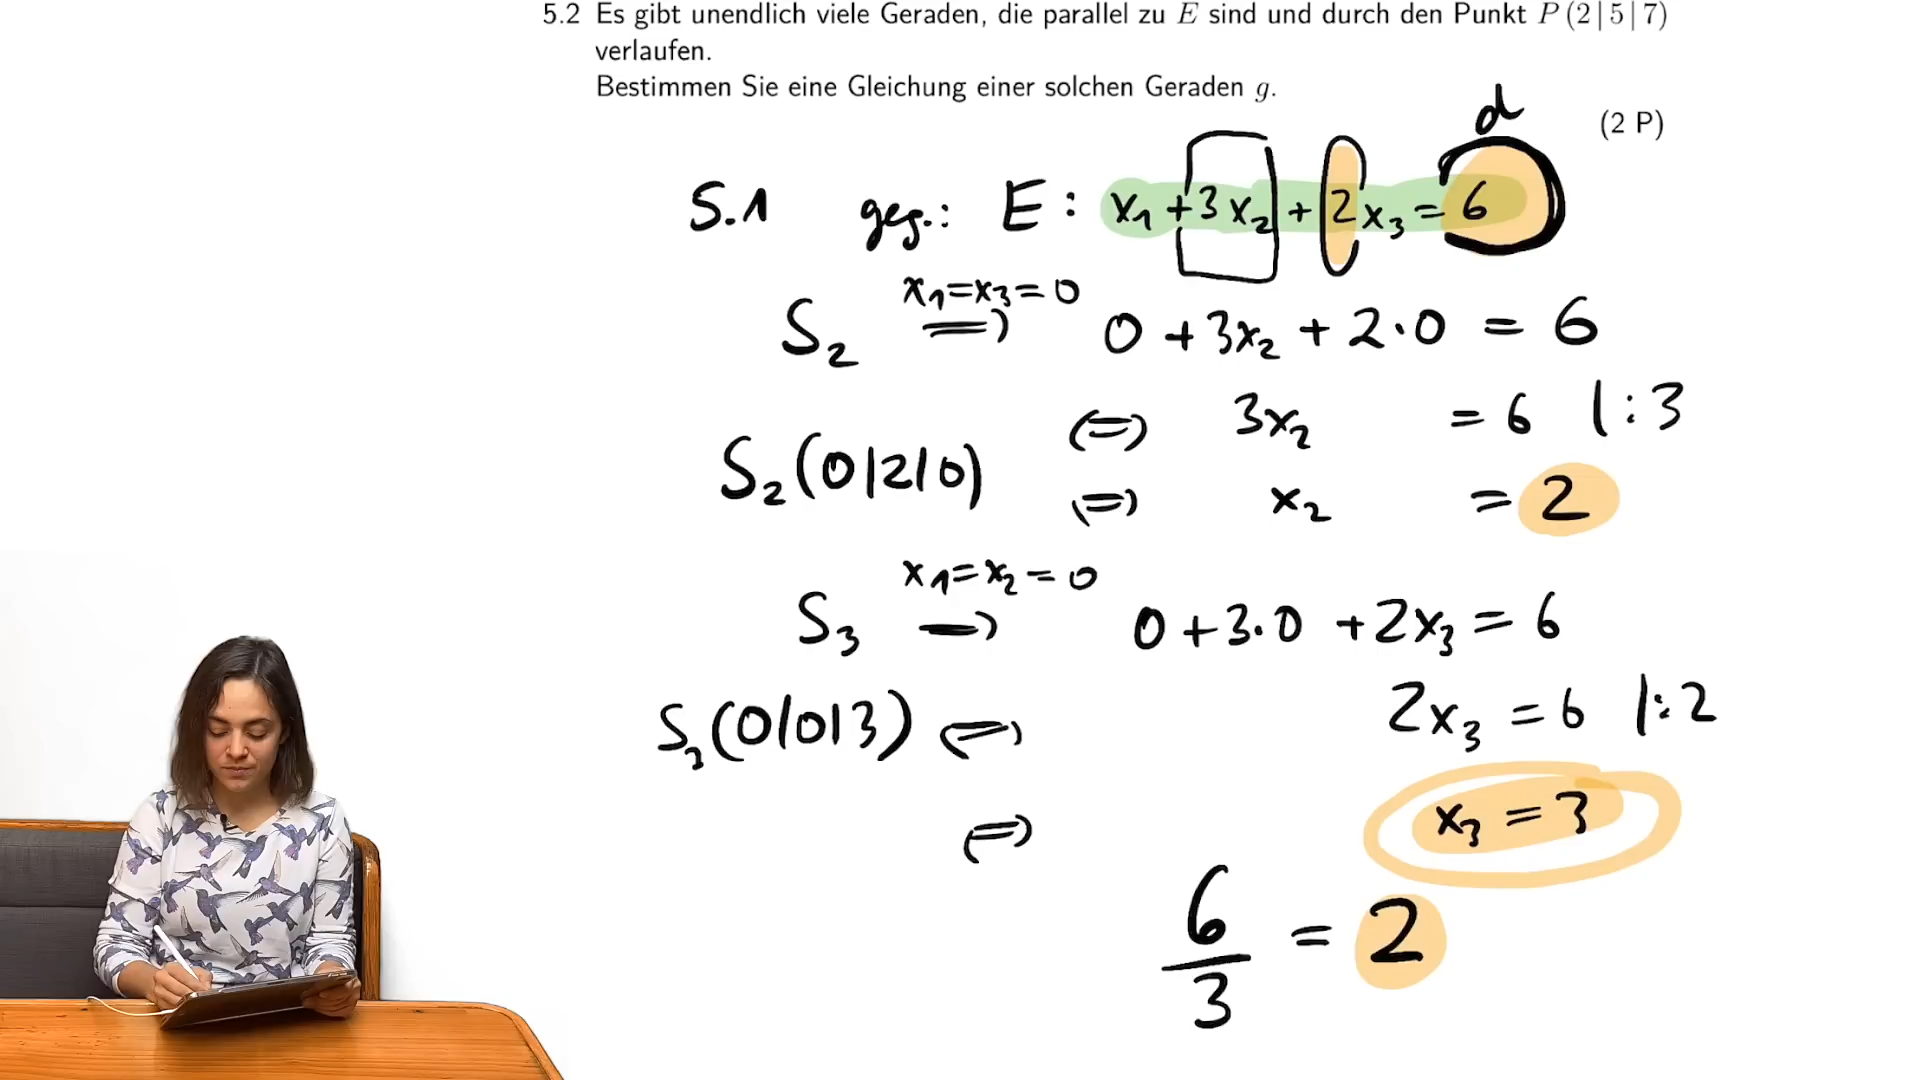 5.2 Es gibt unendlich viele Geraden, die parallel zu E sind und durch den Punkt P (2 | 5 | 7)
verlaufen.
Bestimmen Sie eine Gleichung einer solchen Geraden g.
(2 P)
d
5.1 geg.: E: x₁ + 3x₂ + 2x₃ = 6
x₁=x₃=0
S₂ => 0 + 3x₂ + 2·0 = 6
<=> 3x₂ = 6 |:3
S₂(0|2|0)
<=> x₂ = 2
x₁=x₂=0
S₃ => 0 + 3·0 + 2x₃ = 6
S₃(0|0|3) <=> 2x₃ = 6 |:2
<=> x₃ = 3
6/3 = 2